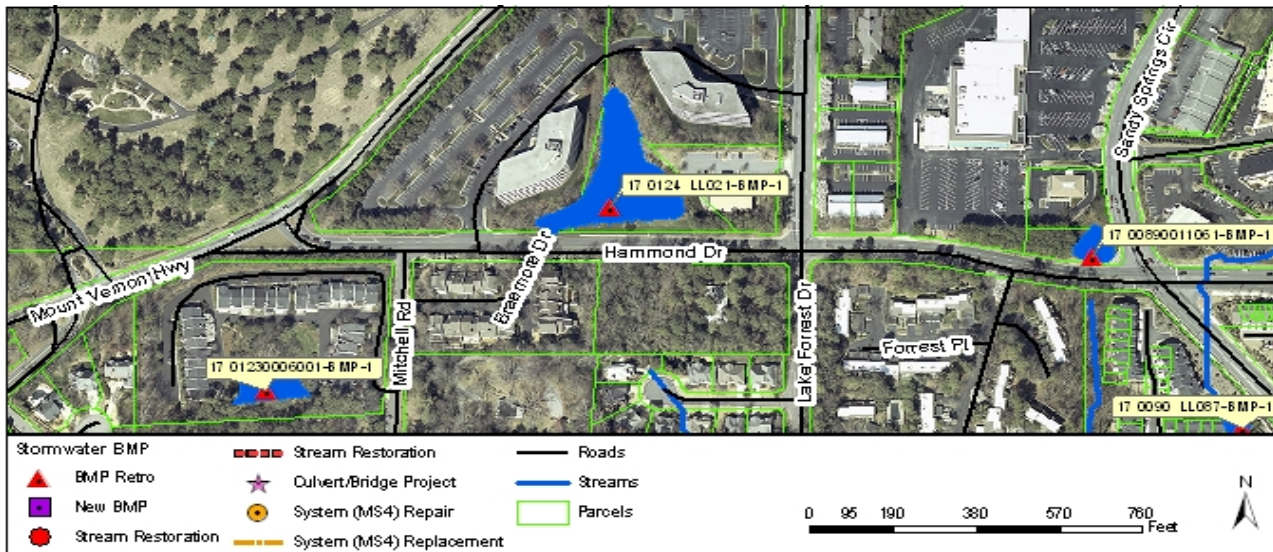 Sandy Springs Cir
17 0124 LL021-BMP-1
17 00890011061-BMP-1
Hammond Dr
Braemore Dr
Mount Vernon Hwy
Mitchell Rd
Lake Forrest Dr
Forrest Pl
17 01230006001-BMP-1
17 0090 LL087-BMP-1
Stormwater BMP
BMP Retro
New BMP
Stream Restoration
Stream Restoration
Culvert/Bridge Project
System (MS4) Repair
System (MS4) Replacement
Roads
Streams
Parcels
N
0 95 190 380 570 760
Feet